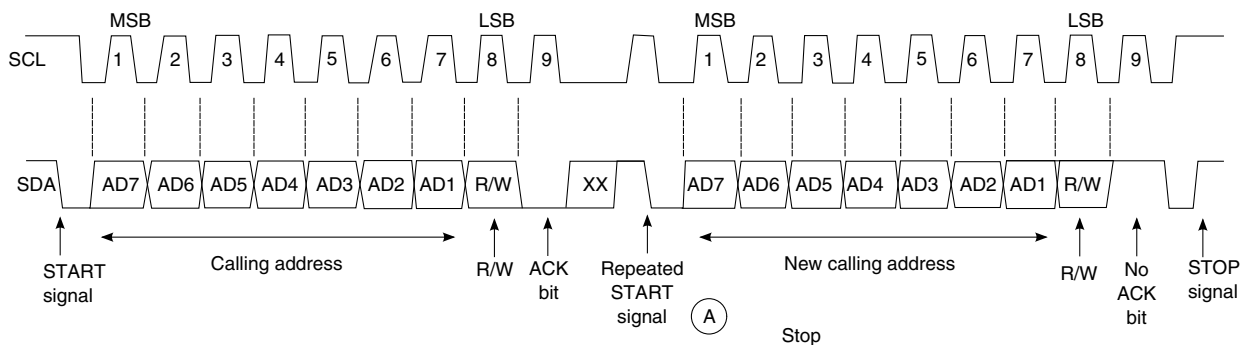 MSB LSB MSB LSB
SCL 1 2 3 4 5 6 7 8 9 1 2 3 4 5 6 7 8 9
SDA AD7 AD6 AD5 AD4 AD3 AD2 AD1 R/W XX AD7 AD6 AD5 AD4 AD3 AD2 AD1 R/W
START
signal
Calling address
R/W
ACK
bit
Repeated
START
signal
A
New calling address
R/W
No
ACK
bit
STOP
signal
Stop